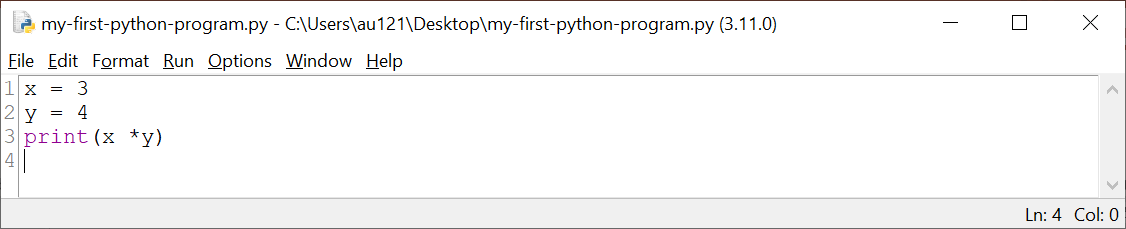 my-first-python-program.py - C:\Users\au121\Desktop\my-first-python-program.py (3.11.0)
File Edit Format Run Options Window Help
1 x = 3
2 y = 4
3 print(x *y)
4
Ln: 4 Col: 0